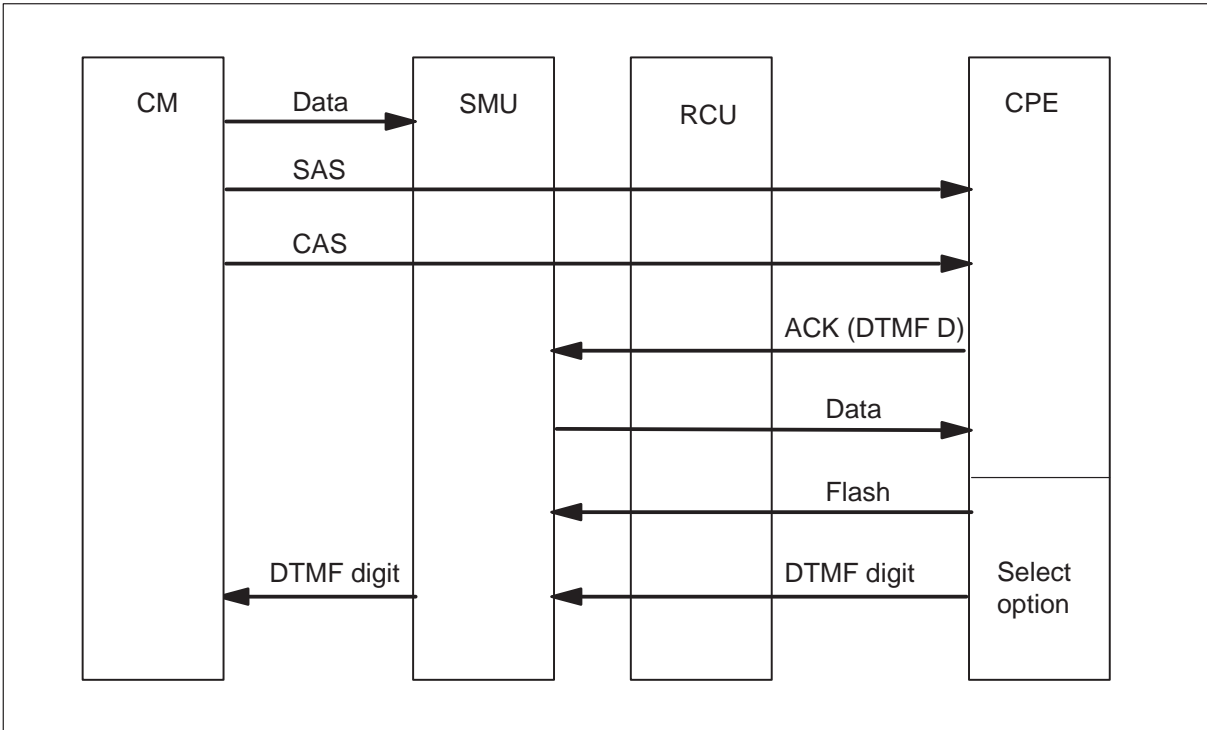 CM
Data
SMU
RCU
CPE
SAS
CAS
ACK (DTMF D)
Data
Flash
DTMF digit
DTMF digit
Select
option